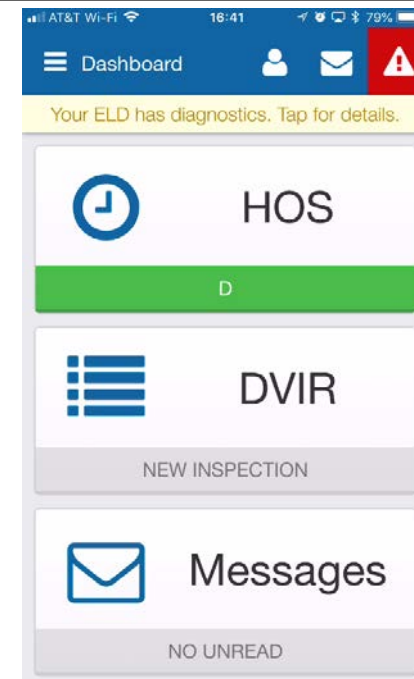 AT&T Wi-Fi 16:41 79%
Dashboard
Your ELD has diagnostics. Tap for details.
HOS
D
DVIR
NEW INSPECTION
Messages
NO UNREAD